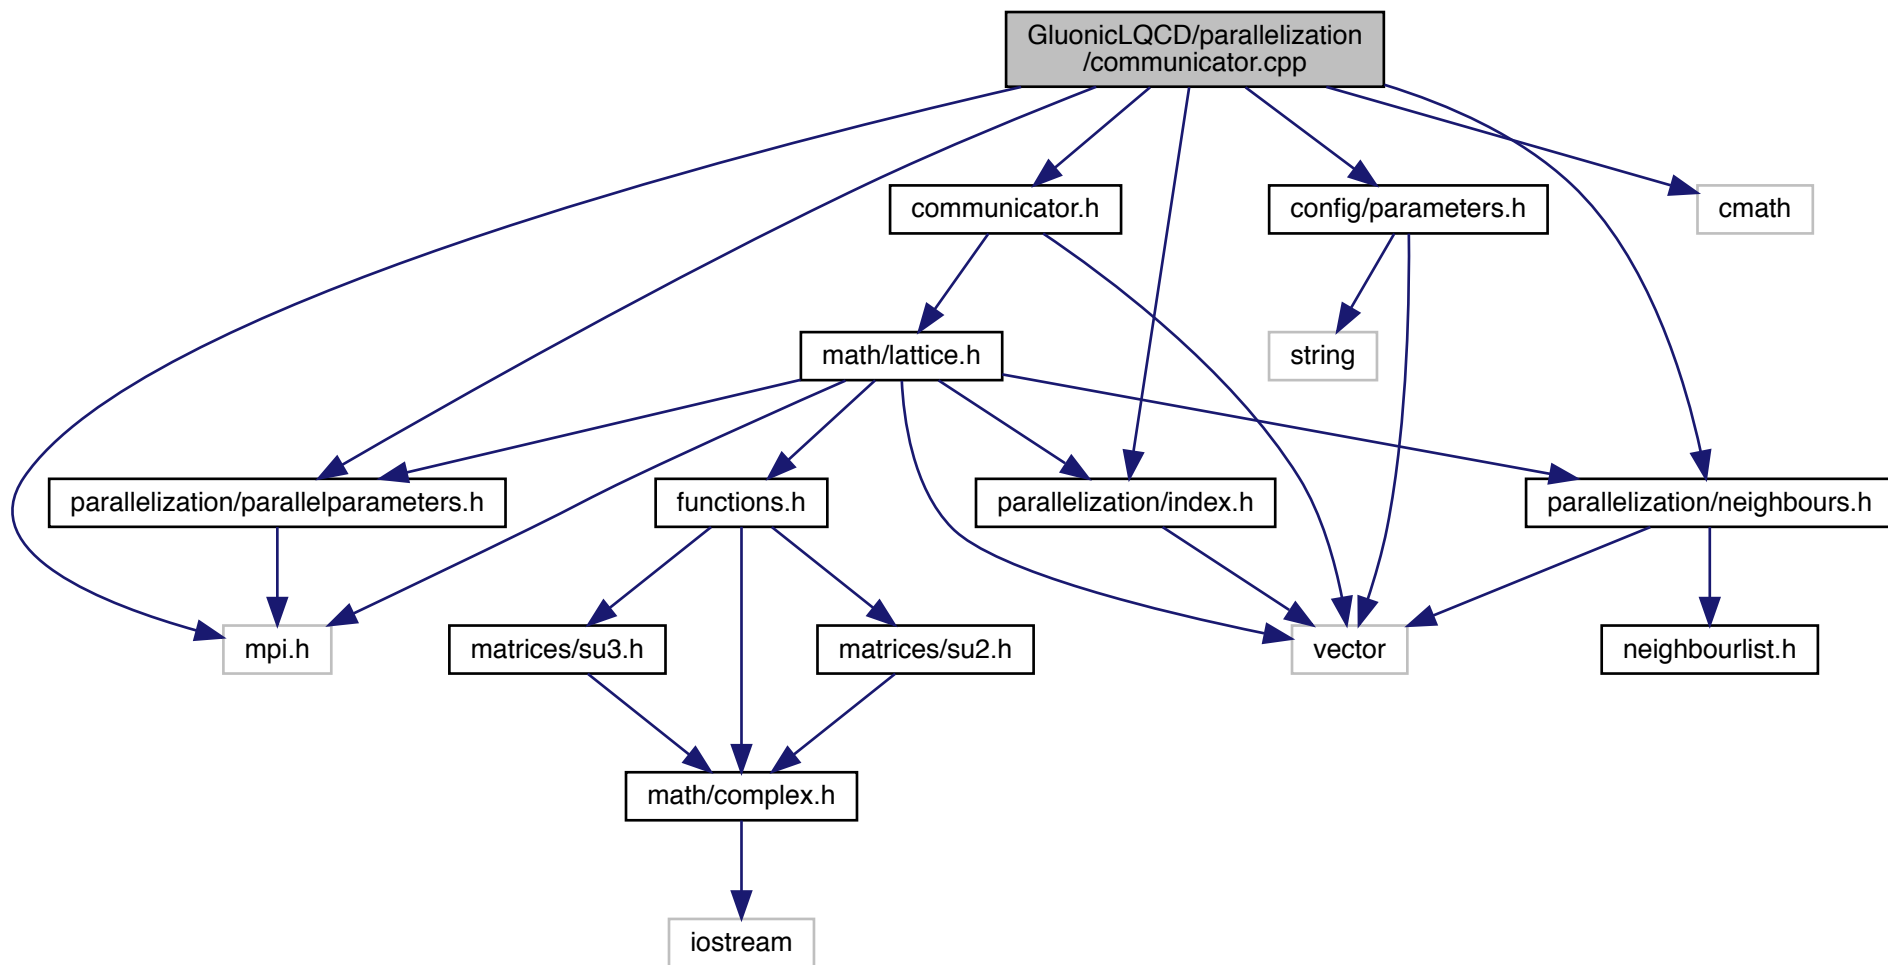 GluonicLQCD/parallelization
/communicator.cpp
communicator.h
config/parameters.h
cmath
math/lattice.h
string
parallelization/parallelparameters.h
functions.h
parallelization/index.h
parallelization/neighbours.h
mpi.h
matrices/su3.h
matrices/su2.h
vector
neighbourlist.h
math/complex.h
iostream